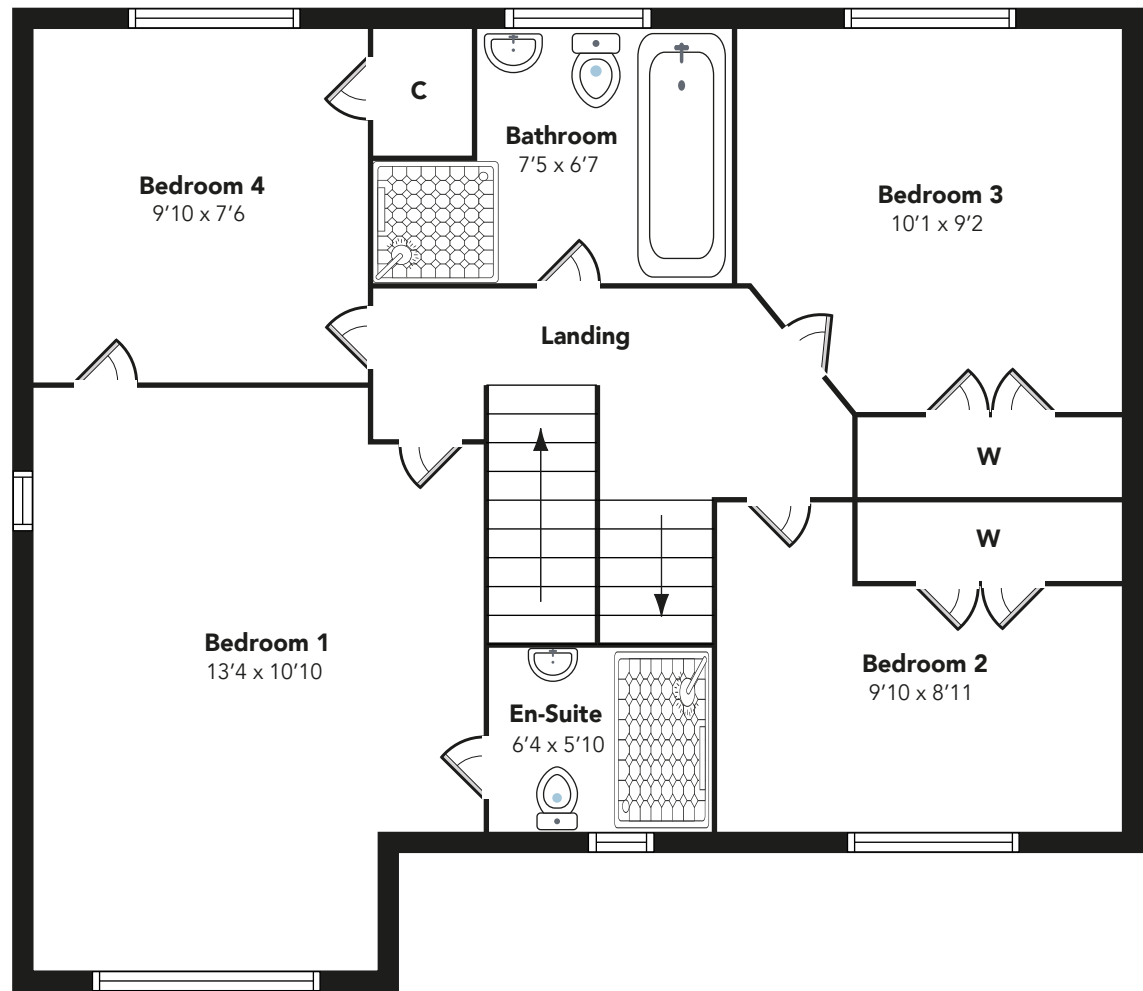 C
Bathroom
7’5 x 6’7
Bedroom 4
9’10 x 7’6
Bedroom 3
10’1 x 9’2
Landing
W
W
Bedroom 1
13’4 x 10’10
Bedroom 2
9’10 x 8’11
En-Suite
6’4 x 5’10